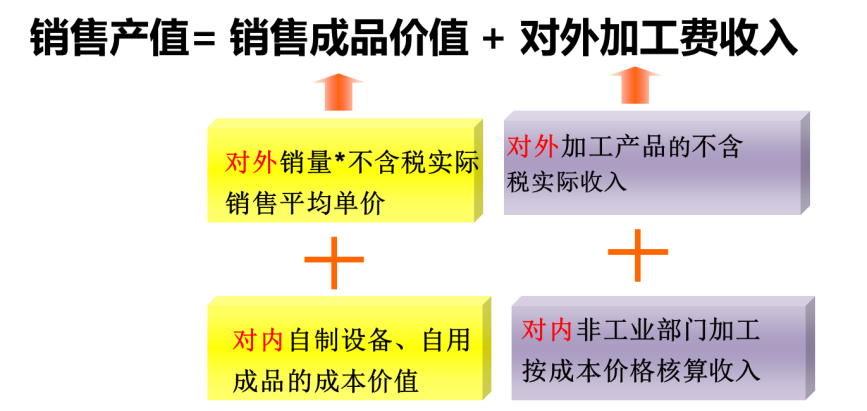 销售产值= 销售成品价值 + 对外加工费收入
对外销量*不含税实际
销售平均单价
对外加工产品的不含
税实际收入
对内自制设备、自用
成品的成本价值
对内非工业部门加工
按成本价格核算收入